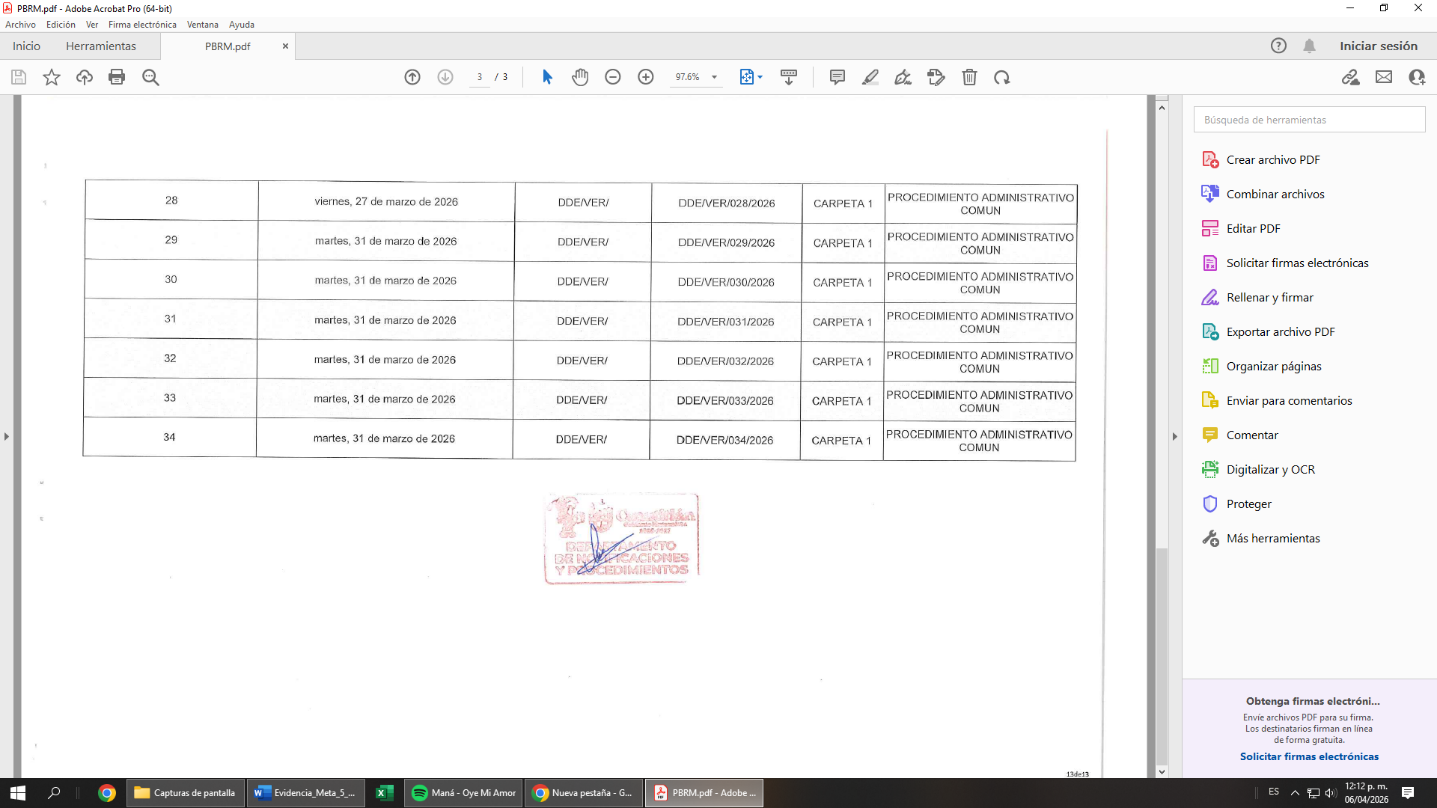 PBRM.pdf - Adobe Acrobat Pro (64-bit)
Archivo Edición Ver Firma electrónica Ventana Ayuda
Inicio Herramientas PBRM.pdf × Iniciar sesión
3 / 3 97.6%
Búsqueda de herramientas
Crear archivo PDF
Combinar archivos
Editar PDF
Solicitar firmas electrónicas
Rellenar y firmar
Exportar archivo PDF
Organizar páginas
Enviar para comentarios
Comentar
Digitalizar y OCR
Proteger
Más herramientas
28 viernes, 27 de marzo de 2026 DDE/VER/ DDE/VER/028/2026 CARPETA 1 PROCEDIMIENTO ADMINISTRATIVO
COMUN
29 martes, 31 de marzo de 2026 DDE/VER/ DDE/VER/029/2026 CARPETA 1 PROCEDIMIENTO ADMINISTRATIVO
COMUN
30 martes, 31 de marzo de 2026 DDE/VER/ DDE/VER/030/2026 CARPETA 1 PROCEDIMIENTO ADMINISTRATIVO
COMUN
31 martes, 31 de marzo de 2026 DDE/VER/ DDE/VER/031/2026 CARPETA 1 PROCEDIMIENTO ADMINISTRATIVO
COMUN
32 martes, 31 de marzo de 2026 DDE/VER/ DDE/VER/032/2026 CARPETA 1 PROCEDIMIENTO ADMINISTRATIVO
COMUN
33 martes, 31 de marzo de 2026 DDE/VER/ DDE/VER/033/2026 CARPETA 1 PROCEDIMIENTO ADMINISTRATIVO
COMUN
34 martes, 31 de marzo de 2026 DDE/VER/ DDE/VER/034/2026 CARPETA 1 PROCEDIMIENTO ADMINISTRATIVO
COMUN
DEPARTAMENTO
DE NOTIFICACIONES
Y PROCEDIMIENTOS
13de13
Obtenga firmas electróni...
Envíe archivos PDF para su firma.
Los destinatarios firman en línea
de forma gratuita.
Solicitar firmas electrónicas
Capturas de pantalla Evidencia_Meta_5_... Maná - Oye Mi Amor Nueva pestaña - G... PBRM.pdf - Adobe ... ES 12:12 p. m.
06/04/2026